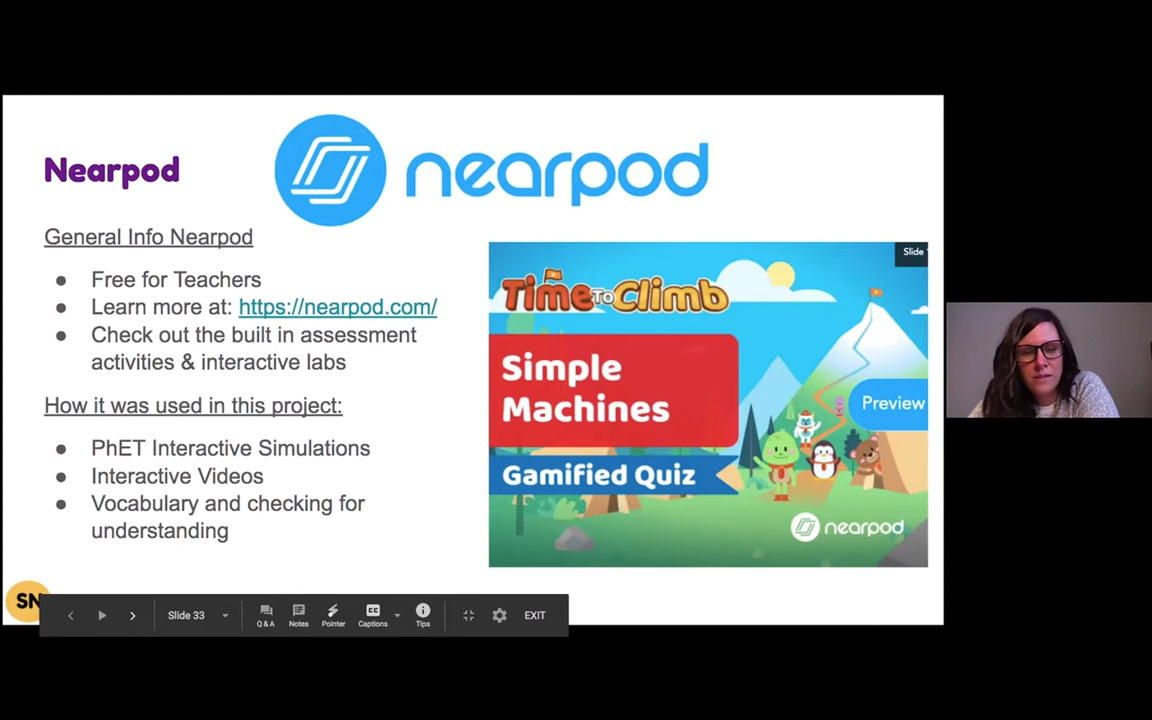 Nearpod
nearpod
General Info Nearpod
● Free for Teachers
● Learn more at: https://nearpod.com/
● Check out the built in assessment
activities & interactive labs
How it was used in this project:
● PhET Interactive Simulations
● Interactive Videos
● Vocabulary and checking for
understanding
Slide
Time to Climb
Simple
Machines
Preview
Gamified Quiz
nearpod
SN
Slide 33
Q & A
Notes
Pointer
CC
Captions
Tips
EXIT